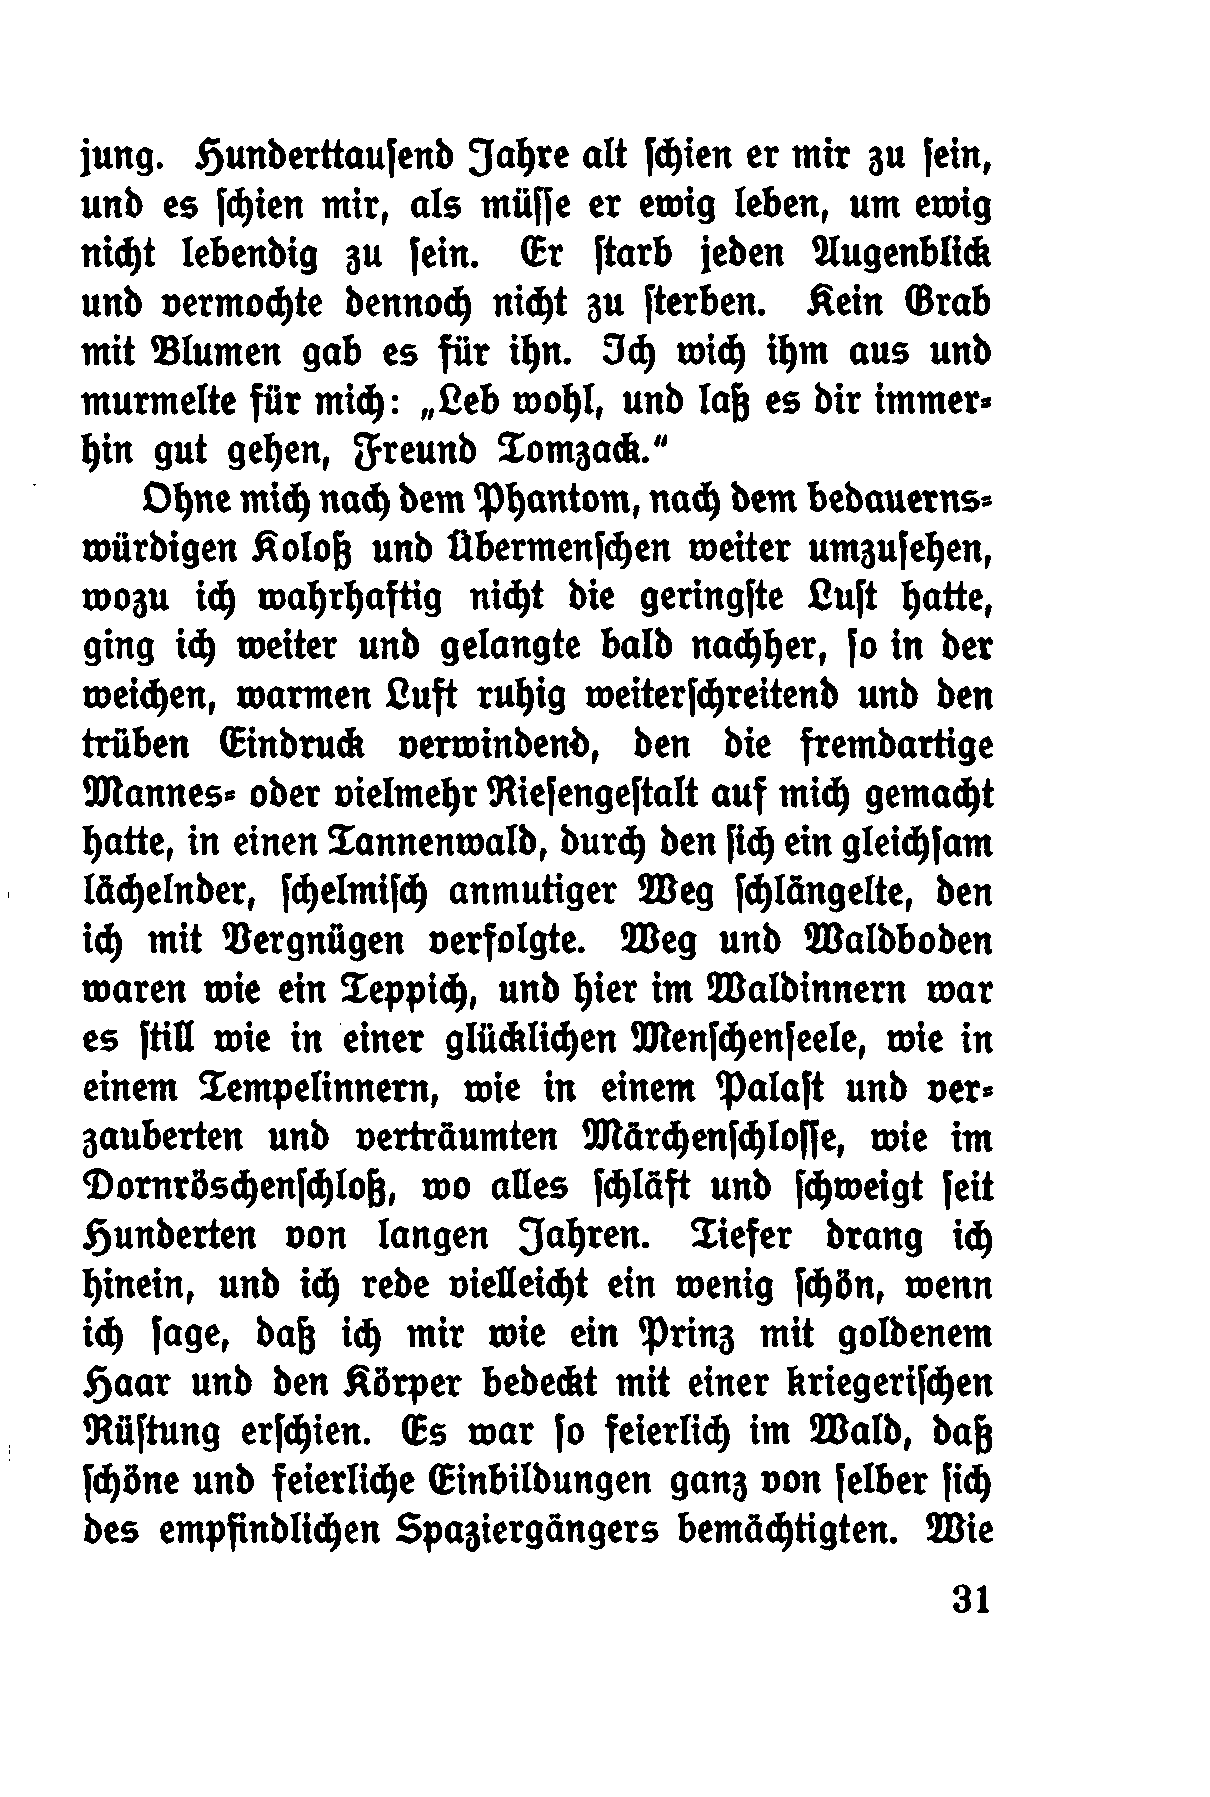 jung. Hunderttauſend Jahre alt ſchien er mir zu ſein,
und es ſchien mir, als müſſe er ewig leben, um ewig
nicht lebendig zu ſein. Er ſtarb jeden Augenblick
und vermochte dennoch nicht zu ſterben. Kein Grab
mit Blumen gab es für ihn. Ich wich ihm aus und
murmelte für mich: „Leb wohl, und laß es dir immer-
hin gut gehen, Freund Tomzack.“
Ohne mich nach dem Phantom, nach dem bedauerns-
würdigen Koloß und Übermenſchen weiter umzuſehen,
wozu ich wahrhaftig nicht die geringſte Luſt hatte,
ging ich weiter und gelangte bald nachher, ſo in der
weichen, warmen Luft ruhig weiterſchreitend und den
trüben Eindruck verwindend, den die fremdartige
Mannes- oder vielmehr Rieſengeſtalt auf mich gemacht
hatte, in einen Tannenwald, durch den ſich ein gleichſam
lächelnder, ſchelmiſch anmutiger Weg ſchlängelte, den
ich mit Vergnügen verfolgte. Weg und Waldboden
waren wie ein Teppich, und hier im Waldinnern war
es ſtill wie in einer glücklichen Menſchenſeele, wie in
einem Tempelinnern, wie in einem Palaſt und ver-
zauberten und verträumten Märchenſchloſſe, wie im
Dornröschenſchloß, wo alles ſchläft und ſchweigt ſeit
Hunderten von langen Jahren. Tiefer drang ich
hinein, und ich rede vielleicht ein wenig ſchön, wenn
ich ſage, daß ich mir wie ein Prinz mit goldenem
Haar und den Körper bedeckt mit einer kriegeriſchen
Rüſtung erſchien. Es war ſo feierlich im Wald, daß
ſchöne und feierliche Einbildungen ganz von ſelber ſich
des empfindlichen Spaziergängers bemächtigten. Wie
31